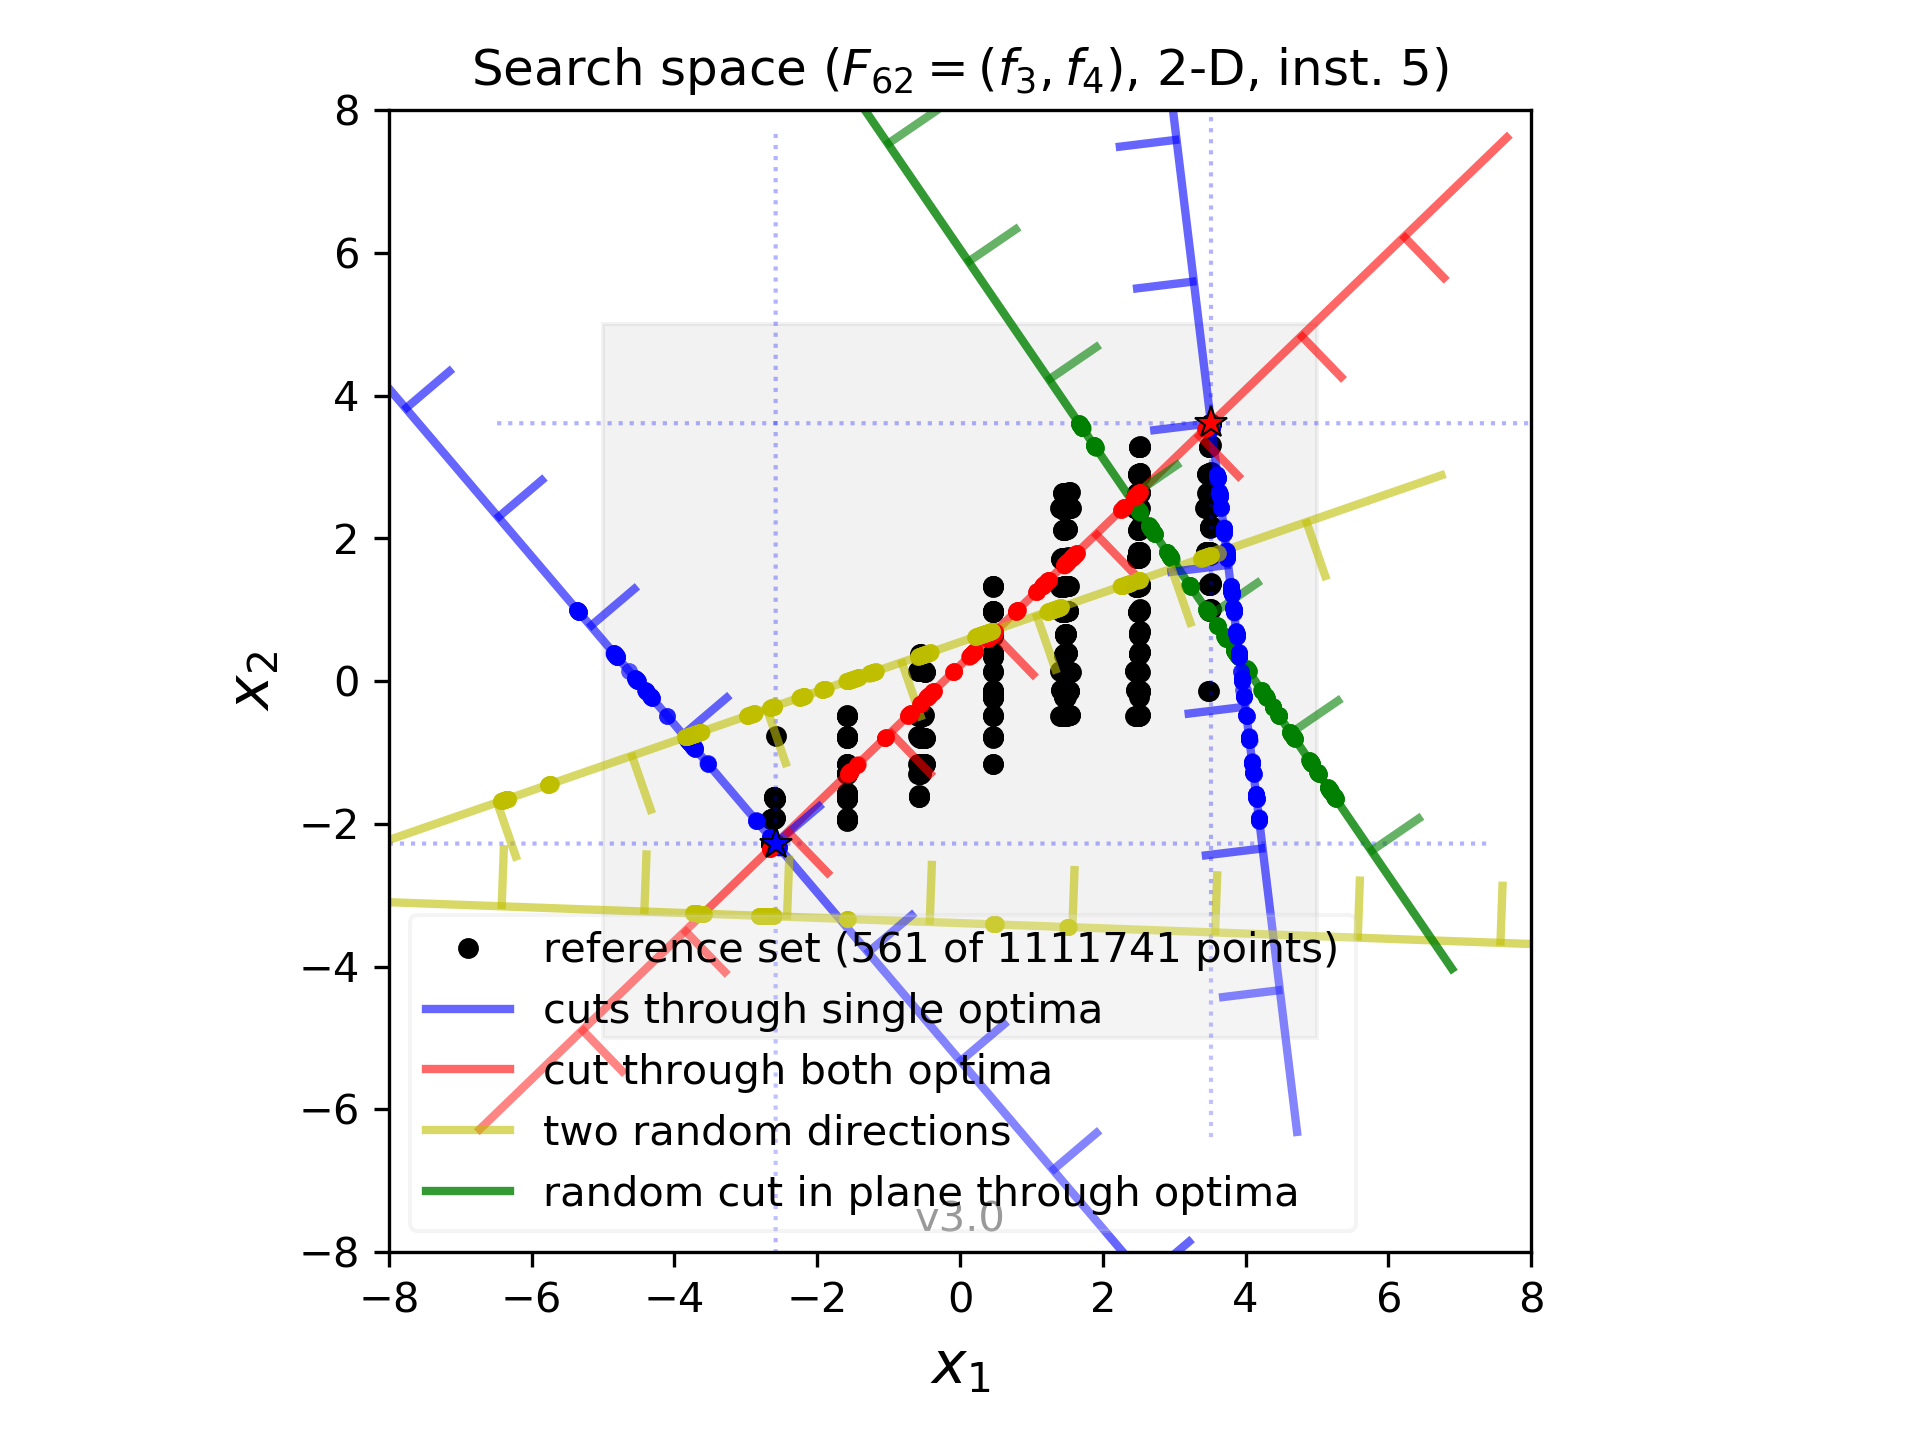 Search space (F₆₂ = (f₃, f₄), 2-D, inst. 5)
8
6
4
2
0
−2
−4
−6
−8
x₂
reference set (561 of 1111741 points)
cuts through single optima
cut through both optima
two random directions
random cut in plane through optima
v3.0
−8 −6 −4 −2 0 2 4 6 8
x₁